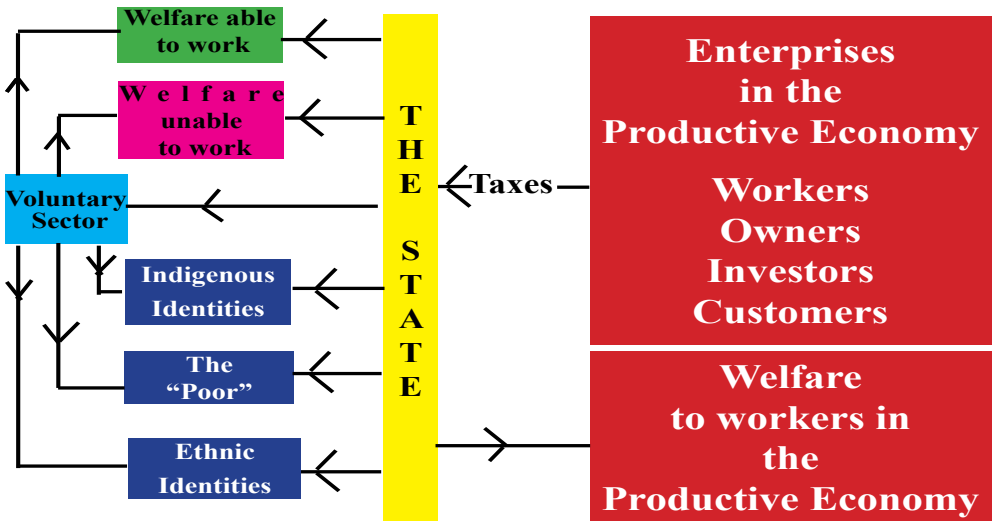 Welfare able
to work
W e l f a r e
unable
to work
Voluntary
Sector
Indigenous
Identities
The
“Poor”
Ethnic
Identities
T
H
E
S
T
A
T
E
Taxes
Enterprises
in the
Productive Economy
Workers
Owners
Investors
Customers
Welfare
to workers in
the
Productive Economy